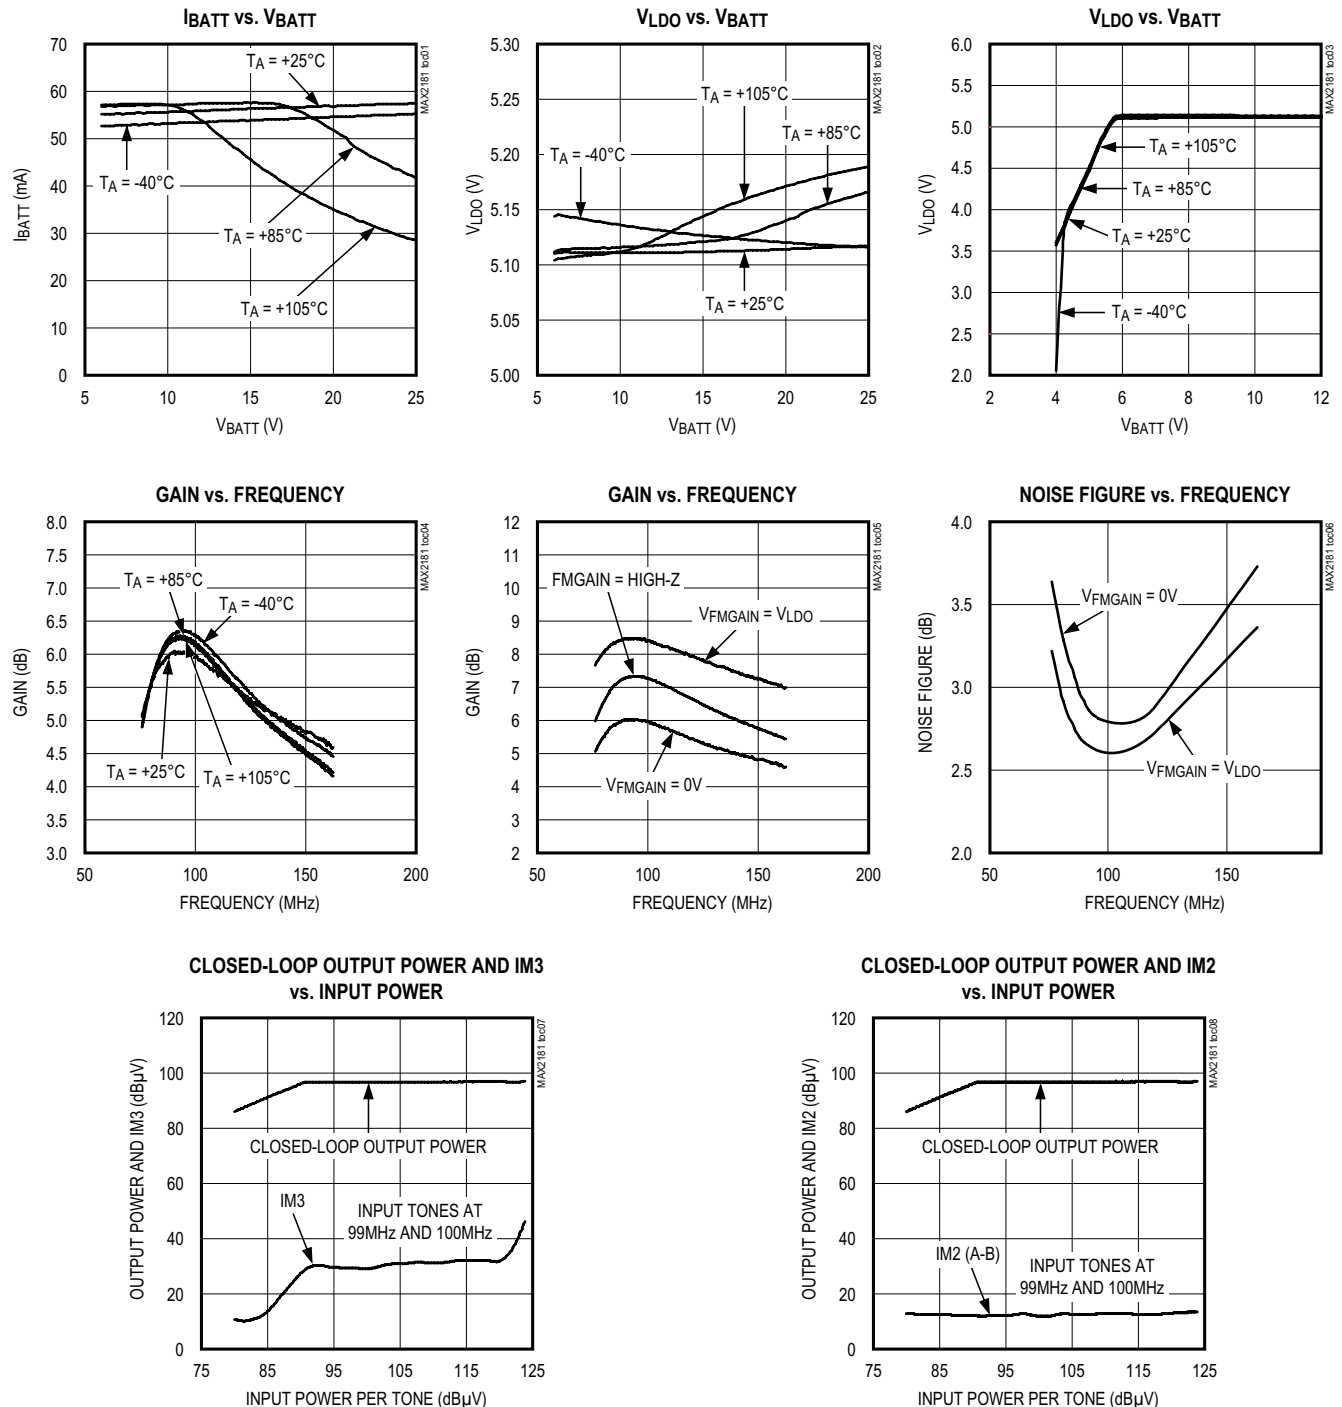 IBATT vs. VBATT
70
60
50
40
30
20
10
0
5
10
15
20
25
IBATT (mA)
VBATT (V)
TA = +25°C
TA = -40°C
TA = +85°C
TA = +105°C
MAX2181 toc01
VLDO vs. VBATT
5.30
5.25
5.20
5.15
5.10
5.05
5.00
5
10
15
20
25
VLDO (V)
VBATT (V)
TA = +105°C
TA = +85°C
TA = -40°C
TA = +25°C
MAX2181 toc02
VLDO vs. VBATT
6.0
5.5
5.0
4.5
4.0
3.5
3.0
2.5
2.0
2
4
6
8
10
12
VLDO (V)
VBATT (V)
TA = +105°C
TA = +85°C
TA = +25°C
TA = -40°C
MAX2181 toc03
GAIN vs. FREQUENCY
8.0
7.5
7.0
6.5
6.0
5.5
5.0
4.5
4.0
3.5
3.0
50
100
150
200
GAIN (dB)
FREQUENCY (MHz)
TA = +85°C
TA = -40°C
TA = +25°C
TA = +105°C
MAX2181 toc04
GAIN vs. FREQUENCY
12
11
10
9
8
7
6
5
4
3
2
50
100
150
200
GAIN (dB)
FREQUENCY (MHz)
FMGAIN = HIGH-Z
VFMGAIN = VLDO
VFMGAIN = 0V
MAX2181 toc05
NOISE FIGURE vs. FREQUENCY
4.0
3.5
3.0
2.5
2.0
50
100
150
NOISE FIGURE (dB)
FREQUENCY (MHz)
VFMGAIN = 0V
VFMGAIN = VLDO
MAX2181 toc06
CLOSED-LOOP OUTPUT POWER AND IM3
vs. INPUT POWER
120
100
80
60
40
20
0
75
85
95
105
115
125
OUTPUT POWER AND IM3 (dBµV)
INPUT POWER PER TONE (dBµV)
CLOSED-LOOP OUTPUT POWER
IM3
INPUT TONES AT
99MHz AND 100MHz
MAX2181 toc07
CLOSED-LOOP OUTPUT POWER AND IM2
vs. INPUT POWER
120
100
80
60
40
20
0
75
85
95
105
115
125
OUTPUT POWER AND IM2 (dBµV)
INPUT POWER PER TONE (dBµV)
CLOSED-LOOP OUTPUT POWER
IM2 (A-B)
INPUT TONES AT
99MHz AND 100MHz
MAX2181 toc08